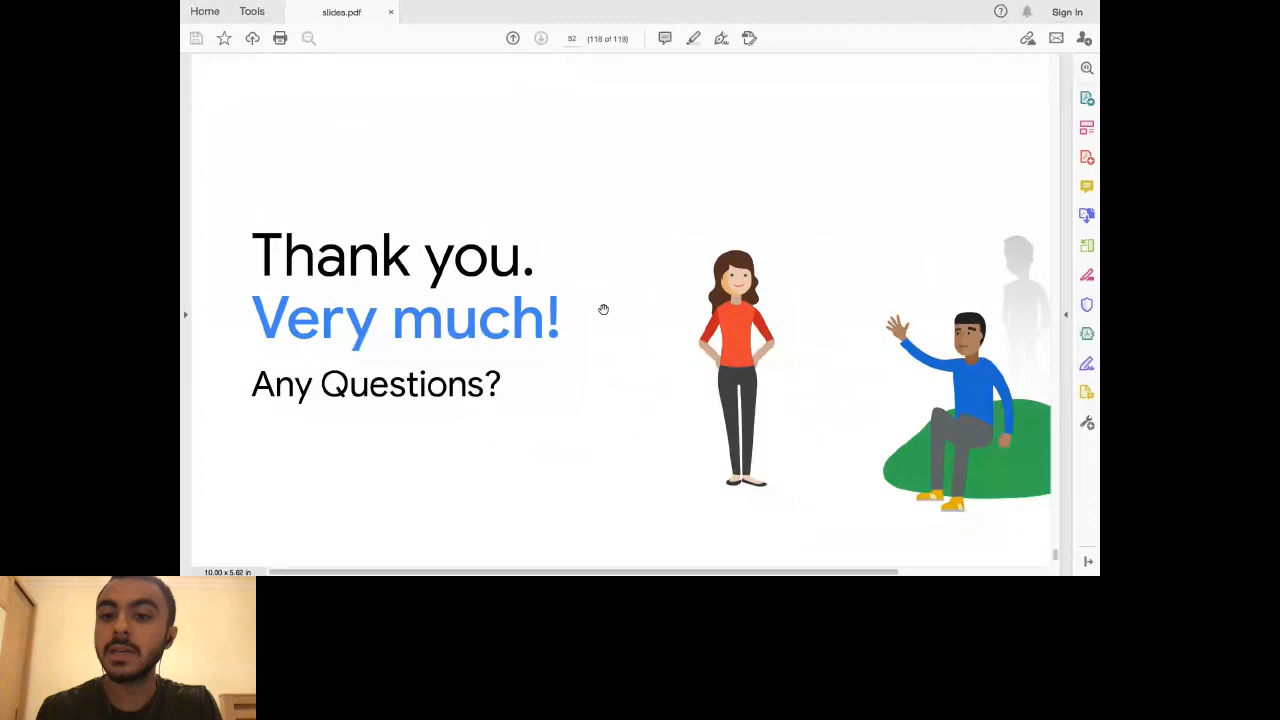 Home Tools slides.pdf × Sign In
52 (118 of 118)
Thank you.
Very much!
Any Questions?
10.00 x 5.62 in